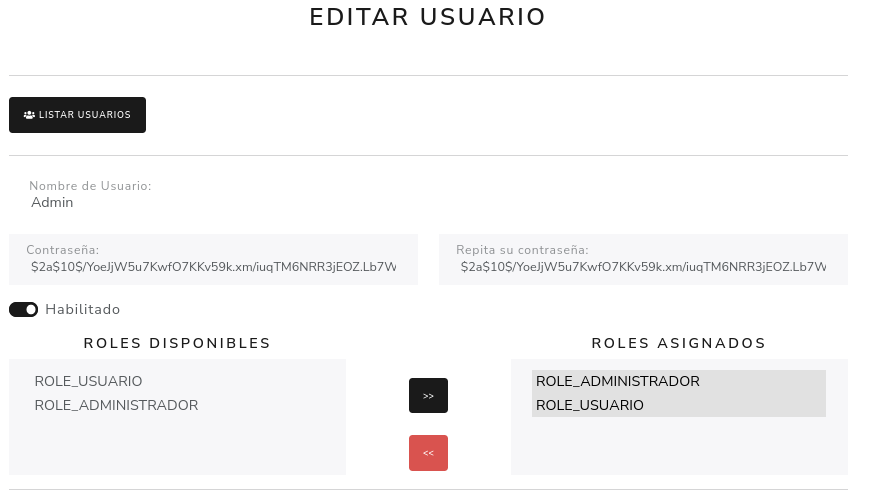 EDITAR USUARIO
LISTAR USUARIOS
Nombre de Usuario:
Admin
Contraseña:
$2a$10$/YoeJjW5u7KwfO7KKv59k.xm/iuqTM6NRR3jEOZ.Lb7W
Repita su contraseña:
$2a$10$/YoeJjW5u7KwfO7KKv59k.xm/iuqTM6NRR3jEOZ.Lb7W
Habilitado
ROLES DISPONIBLES
ROLE_USUARIO
ROLE_ADMINISTRADOR
>>
<<
ROLES ASIGNADOS
ROLE_ADMINISTRADOR
ROLE_USUARIO